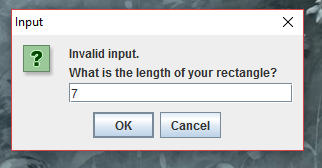 Input
Invalid input.
What is the length of your rectangle?
7
OK Cancel